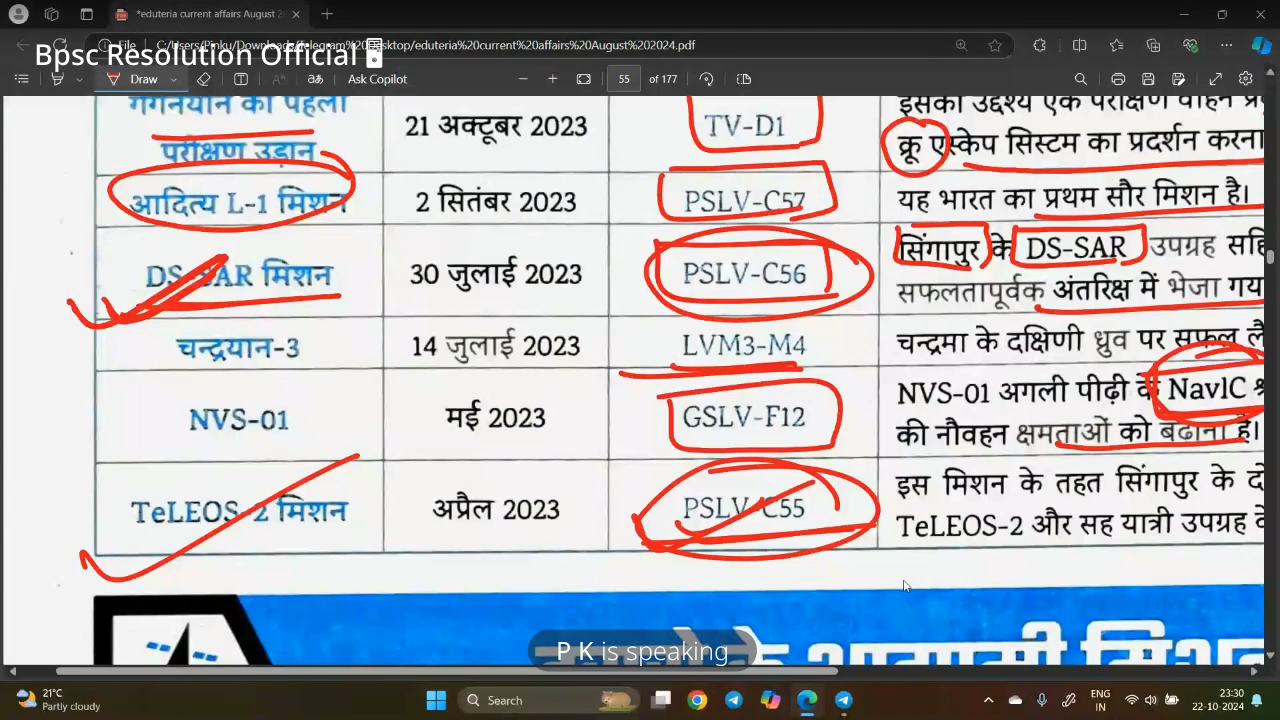 *eduteria current affairs August 2
File
C:/Users/Pinku/Downloads/Telegram%20Desktop/eduteria%20current%20affairs%20August%202024.pdf
Bpsc Resolution Official
Draw
Ask Copilot
55 of 177
गगनयान का पहला परीक्षण उड़ान
21 अक्टूबर 2023
TV-D1
इसका उद्देश्य एक परीक्षण वाहन
क्रू एस्केप सिस्टम का प्रदर्शन करना
आदित्य L-1 मिशन
2 सितंबर 2023
PSLV-C57
यह भारत का प्रथम सौर मिशन है।
DS-SAR मिशन
30 जुलाई 2023
PSLV-C56
सिंगापुर के DS-SAR उपग्रह
सफलतापूर्वक अंतरिक्ष में भेजा
चन्द्रयान-3
14 जुलाई 2023
LVM3-M4
चन्द्रमा के दक्षिणी ध्रुव पर सफल
NVS-01
मई 2023
GSLV-F12
NVS-01 अगली पीढ़ी के NavlC
की नौवहन क्षमताओं को बढाना है।
TeLEOS-2 मिशन
अप्रैल 2023
PSLV-C55
इस मिशन के तहत सिंगापुर के
TeLEOS-2 और सह यात्री उपग्रह
P K is speaking
21°C
Partly cloudy
Search
ENG
IN
23:30
22-10-2024